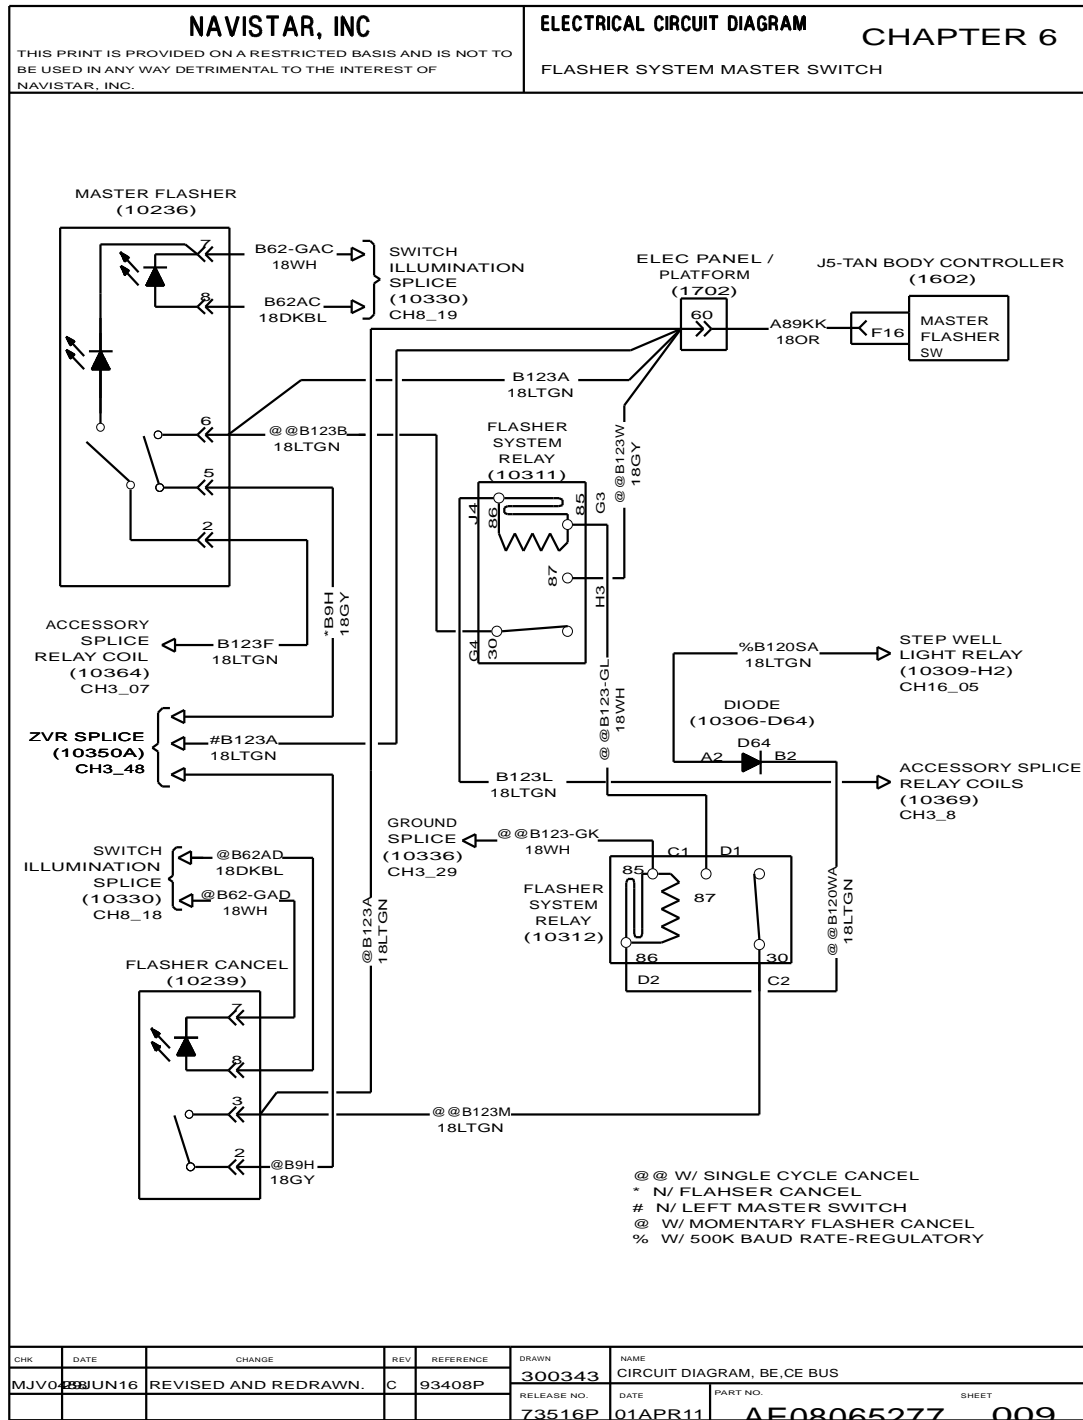 NAVISTAR, INC
THIS PRINT IS PROVIDED ON A RESTRICTED BASIS AND IS NOT TO
BE USED IN ANY WAY DETRIMENTAL TO THE INTEREST OF
NAVISTAR, INC.
ELECTRICAL CIRCUIT DIAGRAM
CHAPTER 6
FLASHER SYSTEM MASTER SWITCH
MASTER FLASHER
(10236)
7
B62-GAC
18WH
8
B62AC
18DKBL
SWITCH
ILLUMINATION
SPLICE
(10330)
CH8_19
ELEC PANEL /
PLATFORM
(1702)
60
A89KK
18OR
J5-TAN BODY CONTROLLER
(1602)
F16
MASTER
FLASHER
SW
B123A
18LTGN
6
@@B123B
18LTGN
5
2
FLASHER
SYSTEM
RELAY
(10311)
@@B123W
18GY
J4
86
85
G3
87
H3
G4
30
*B9H
18GY
ACCESSORY
SPLICE
RELAY COIL
(10364)
CH3_07
B123F
18LTGN
ZVR SPLICE
(10350A)
CH3_48
#B123A
18LTGN
@@B123-GL
18WH
%B120SA
18LTGN
STEP WELL
LIGHT RELAY
(10309-H2)
CH16_05
DIODE
(10306-D64)
D64
A2
B2
B123L
18LTGN
ACCESSORY SPLICE
RELAY COILS
(10369)
CH3_8
GROUND
SPLICE
(10336)
CH3_29
@@B123-GK
18WH
SWITCH
ILLUMINATION
SPLICE
(10330)
CH8_18
@B62AD
18DKBL
@B62-GAD
18WH
@B123A
18LTGN
FLASHER
SYSTEM
RELAY
(10312)
C1
D1
85
87
86
30
D2
C2
@@B120WA
18LTGN
FLASHER CANCEL
(10239)
7
8
3
2
@@B123M
18LTGN
@B9H
18GY
@@ W/ SINGLE CYCLE CANCEL
* N/ FLAHSER CANCEL
# N/ LEFT MASTER SWITCH
@ W/ MOMENTARY FLASHER CANCEL
% W/ 500K BAUD RATE-REGULATORY
CHK DATE CHANGE REV REFERENCE
REVISED AND REDRAWN. C 93408P
DRAWN
300343
NAME
CIRCUIT DIAGRAM, BE,CE BUS
RELEASE NO.
73516P
DATE
01APR11
PART NO.
AE08065277
SHEET
009